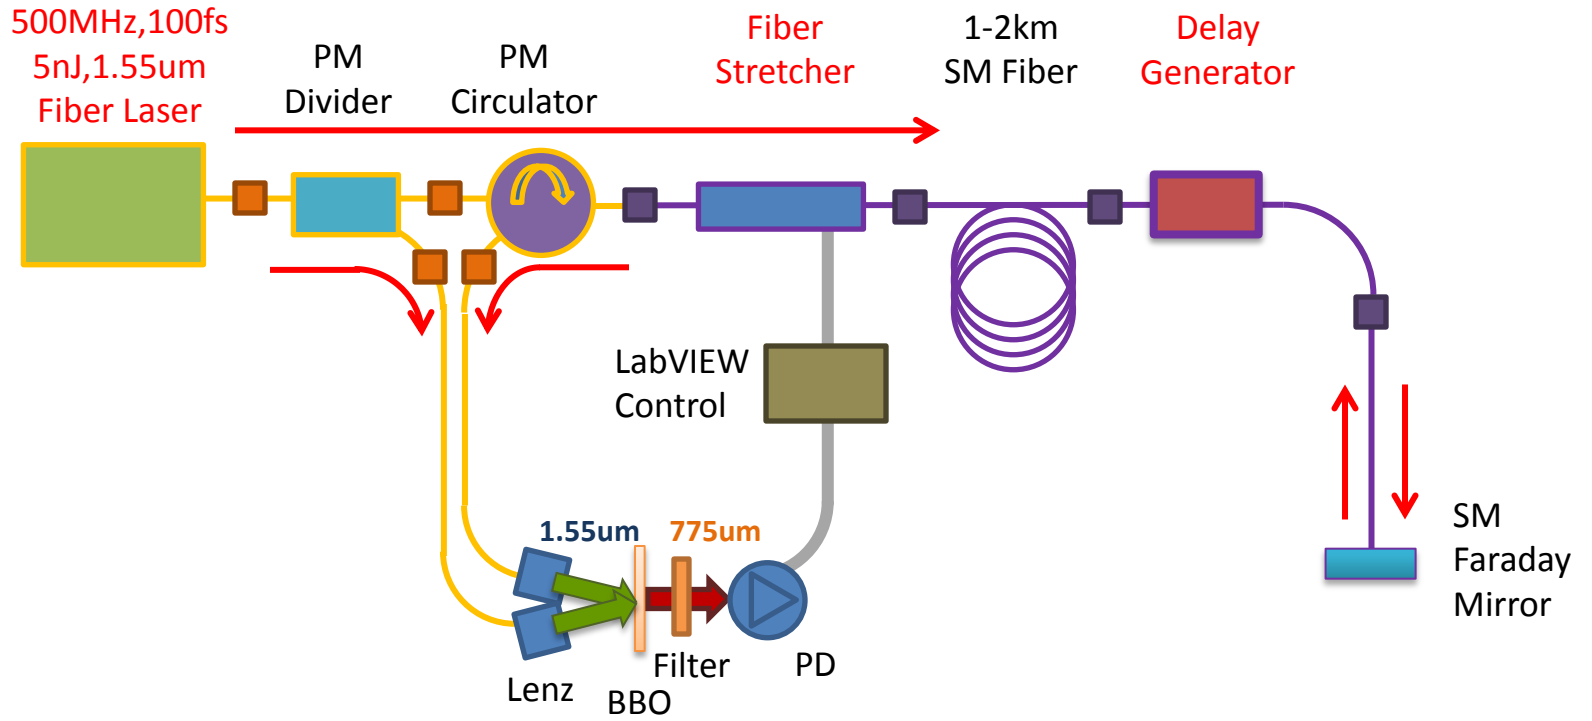 500MHz,100fs
5nJ,1.55um
Fiber Laser
PM
Divider
PM
Circulator
Fiber
Stretcher
1-2km
SM Fiber
Delay
Generator
LabVIEW
Control
1.55um
775um
Lenz
BBO
Filter
PD
SM
Faraday
Mirror